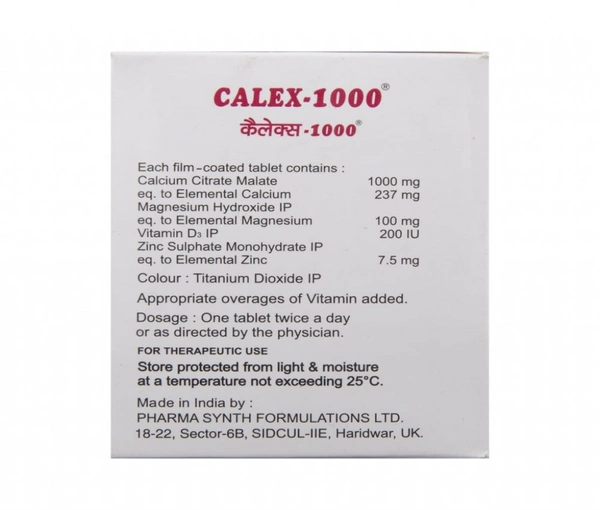 CALEX-1000®
कैलेक्स-1000®
Each film-coated tablet contains :
Calcium Citrate Malate 1000 mg
eq. to Elemental Calcium 237 mg
Magnesium Hydroxide IP
eq. to Elemental Magnesium 100 mg
Vitamin D₃ IP 200 IU
Zinc Sulphate Monohydrate IP
eq. to Elemental Zinc 7.5 mg
Colour : Titanium Dioxide IP
Appropriate overages of Vitamin added.
Dosage : One tablet twice a day
or as directed by the physician.
FOR THERAPEUTIC USE
Store protected from light & moisture
at a temperature not exceeding 25°C.
Made in India by :
PHARMA SYNTH FORMULATIONS LTD.
18-22, Sector-6B, SIDCUL-IIE, Haridwar, UK.